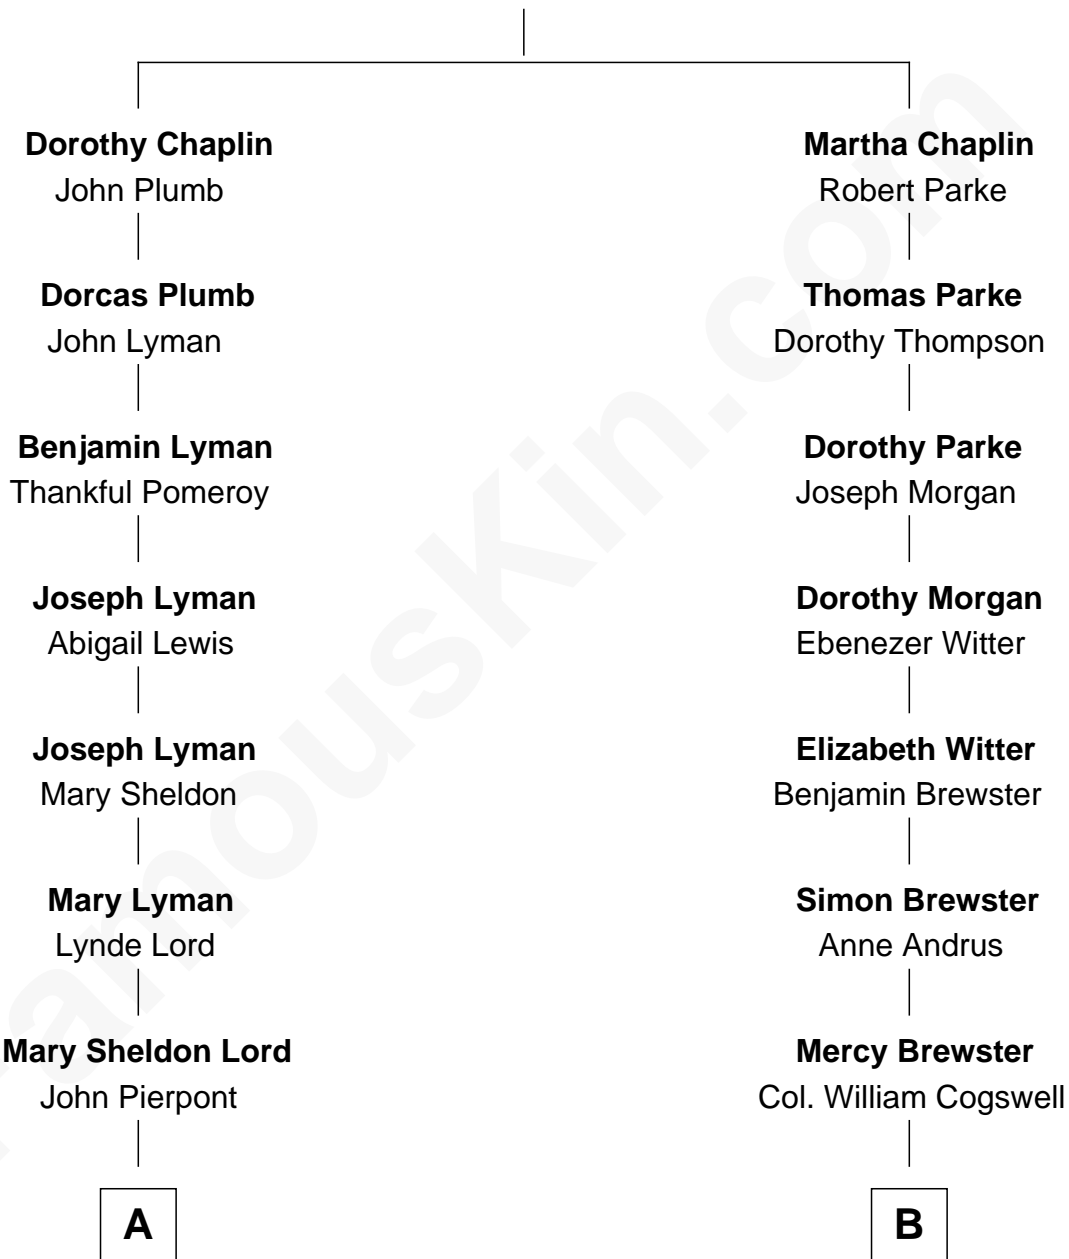 Dorothy Chaplin
John Plumb
Dorcas Plumb
John Lyman
Benjamin Lyman
Thankful Pomeroy
Joseph Lyman
Abigail Lewis
Joseph Lyman
Mary Sheldon
Mary Lyman
Lynde Lord
Mary Sheldon Lord
John Pierpont
A
Martha Chaplin
Robert Parke
Thomas Parke
Dorothy Thompson
Dorothy Parke
Joseph Morgan
Dorothy Morgan
Ebenezer Witter
Elizabeth Witter
Benjamin Brewster
Simon Brewster
Anne Andrus
Mercy Brewster
Col. William Cogswell
B
FamousKin.com